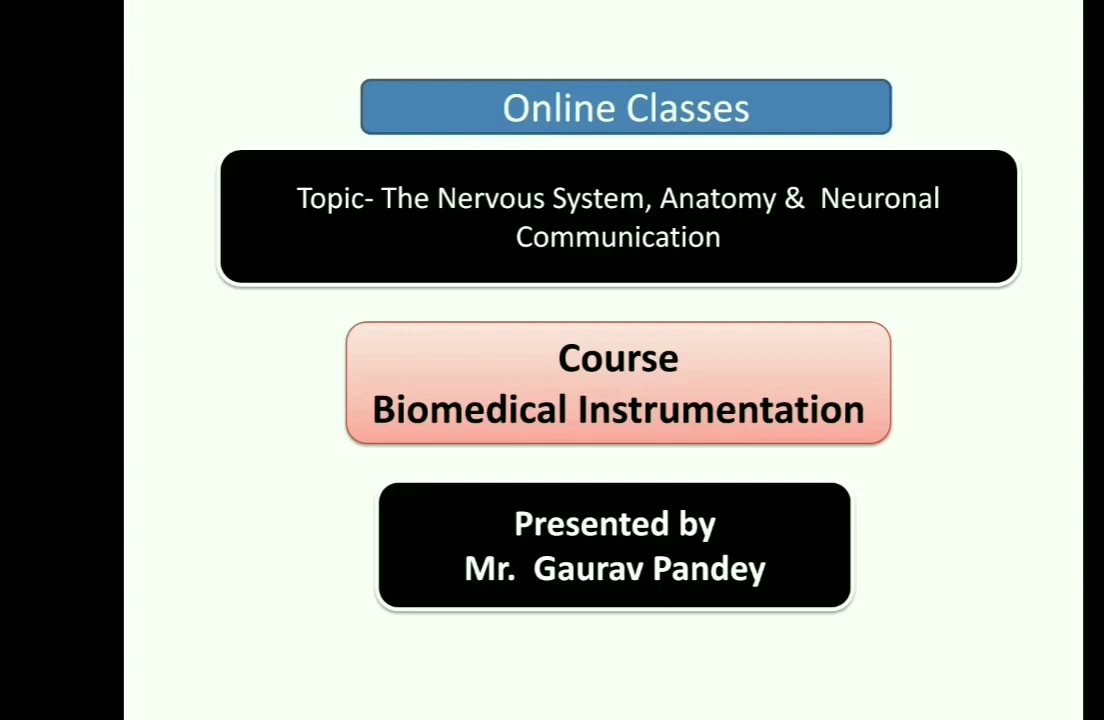 Online Classes
Topic- The Nervous System, Anatomy & Neuronal
Communication
Course
Biomedical Instrumentation
Presented by
Mr. Gaurav Pandey